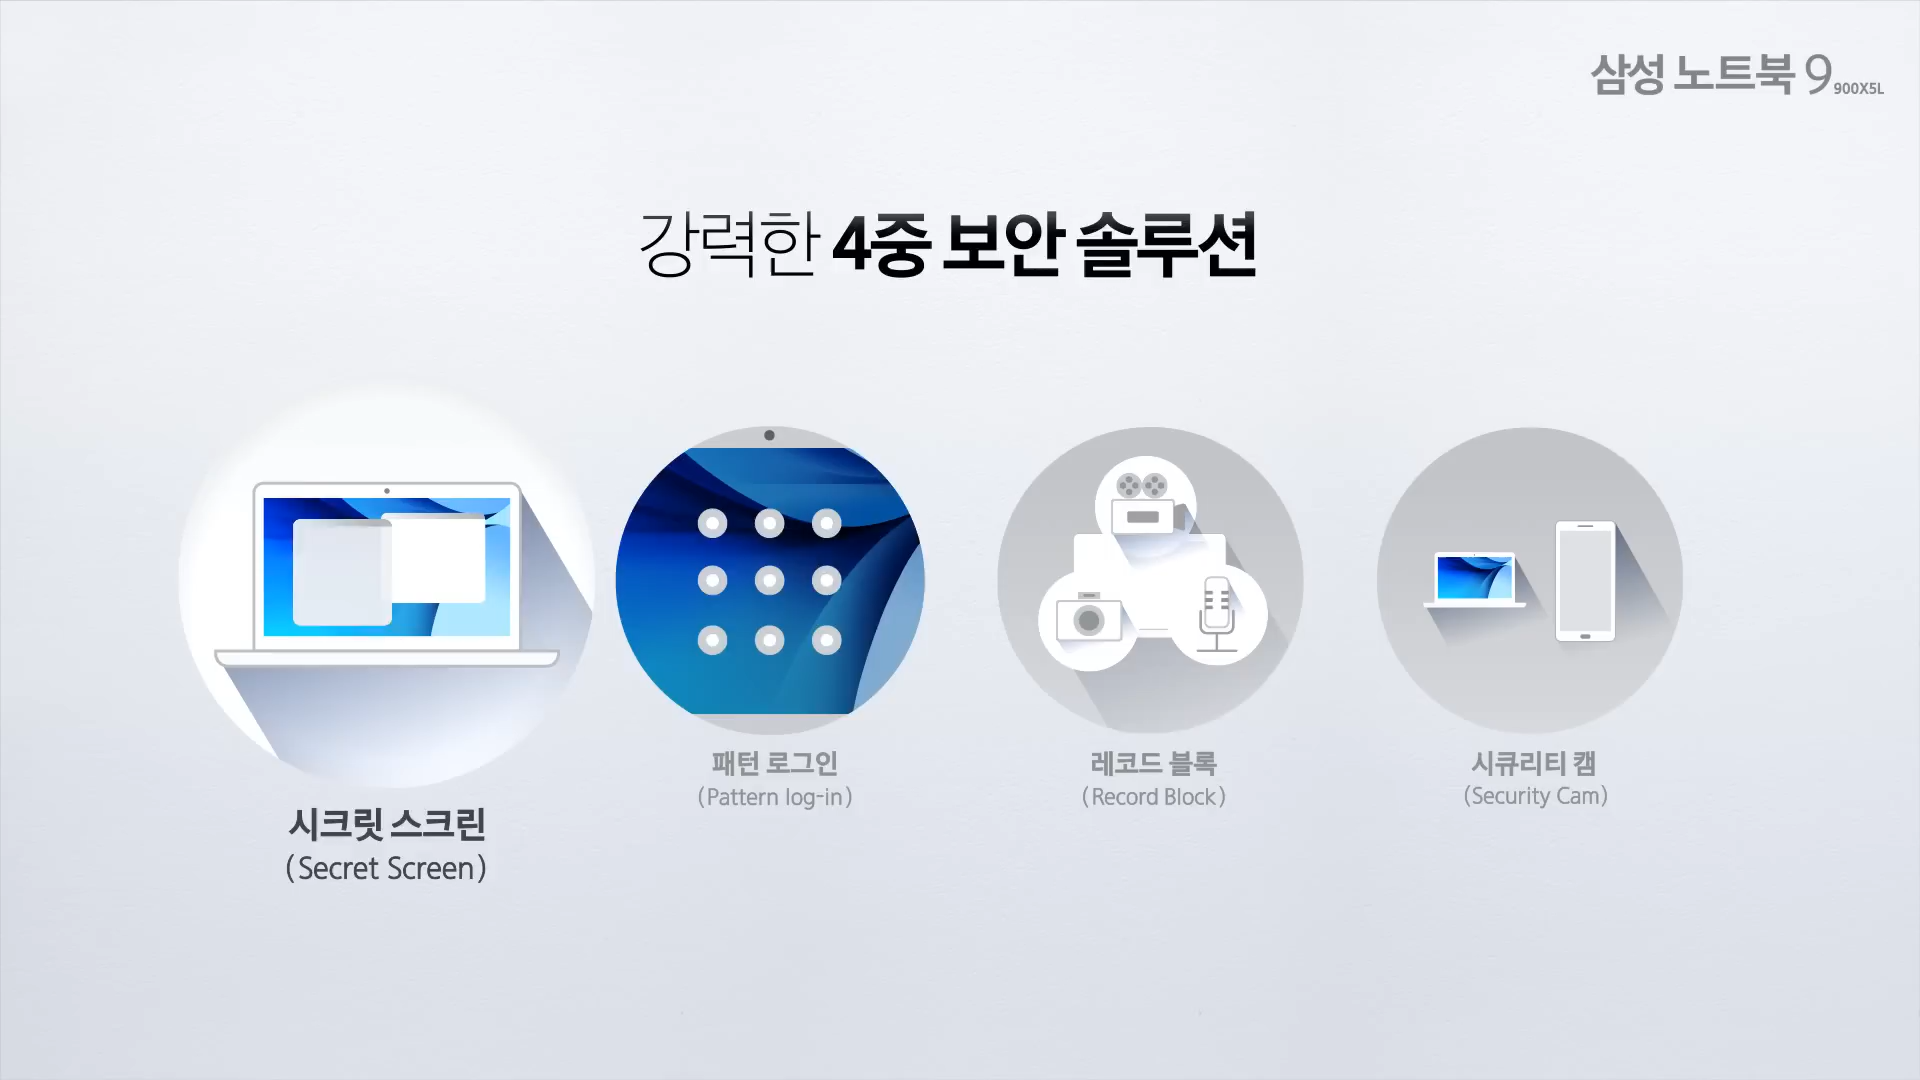 삼성 노트북 9 900X5L
강력한 4중 보안 솔루션
시크릿 스크린
(Secret Screen)
패턴 로그인
(Pattern log-in)
레코드 블록
(Record Block)
시큐리티 캠
(Security Cam)